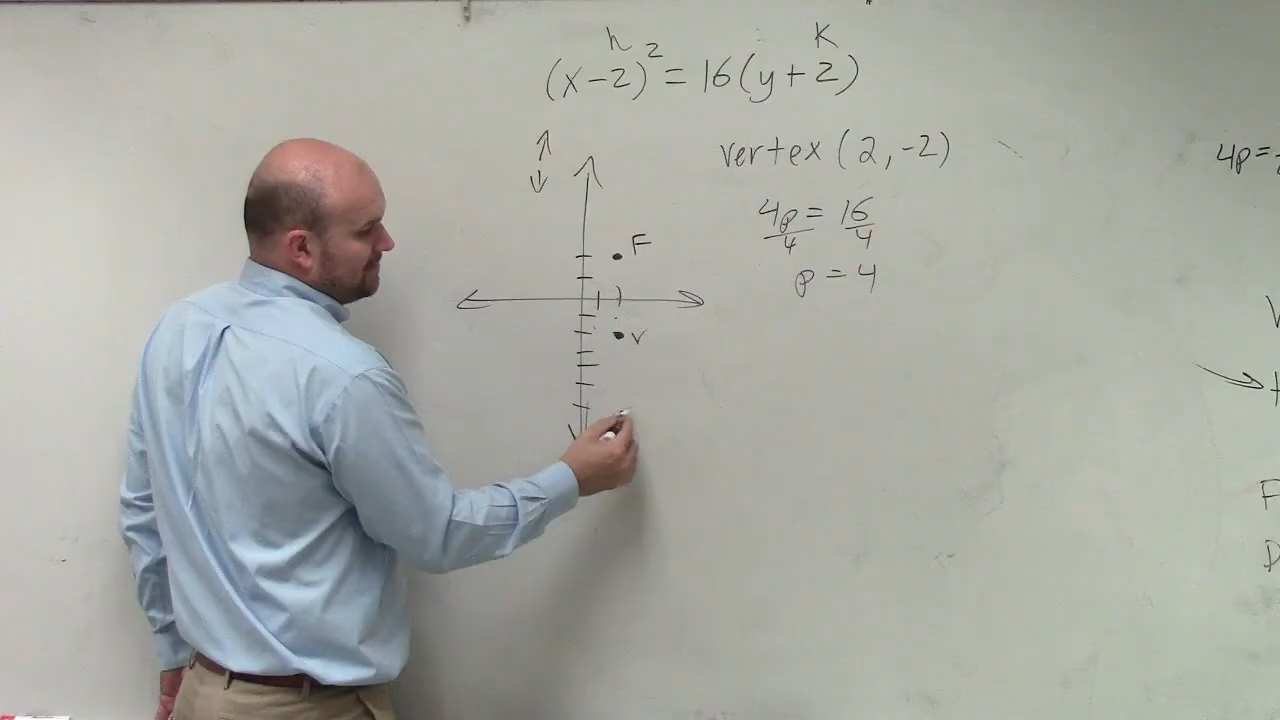 h k
(x-2)² = 16(y+2)
vertex (2, -2)
4p = 16
4 4
p = 4
F
V
4p =
V
F
D